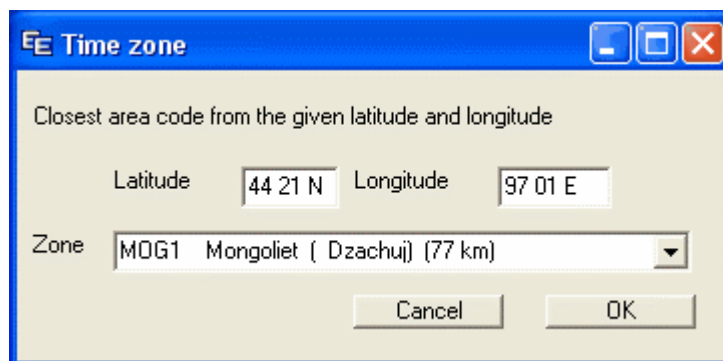 EE Time zone
Closest area code from the given latitude and longitude
Latitude 44 21 N Longitude 97 01 E
Zone MOG1 Mongoliet ( Dzachuj) (77 km)
Cancel OK